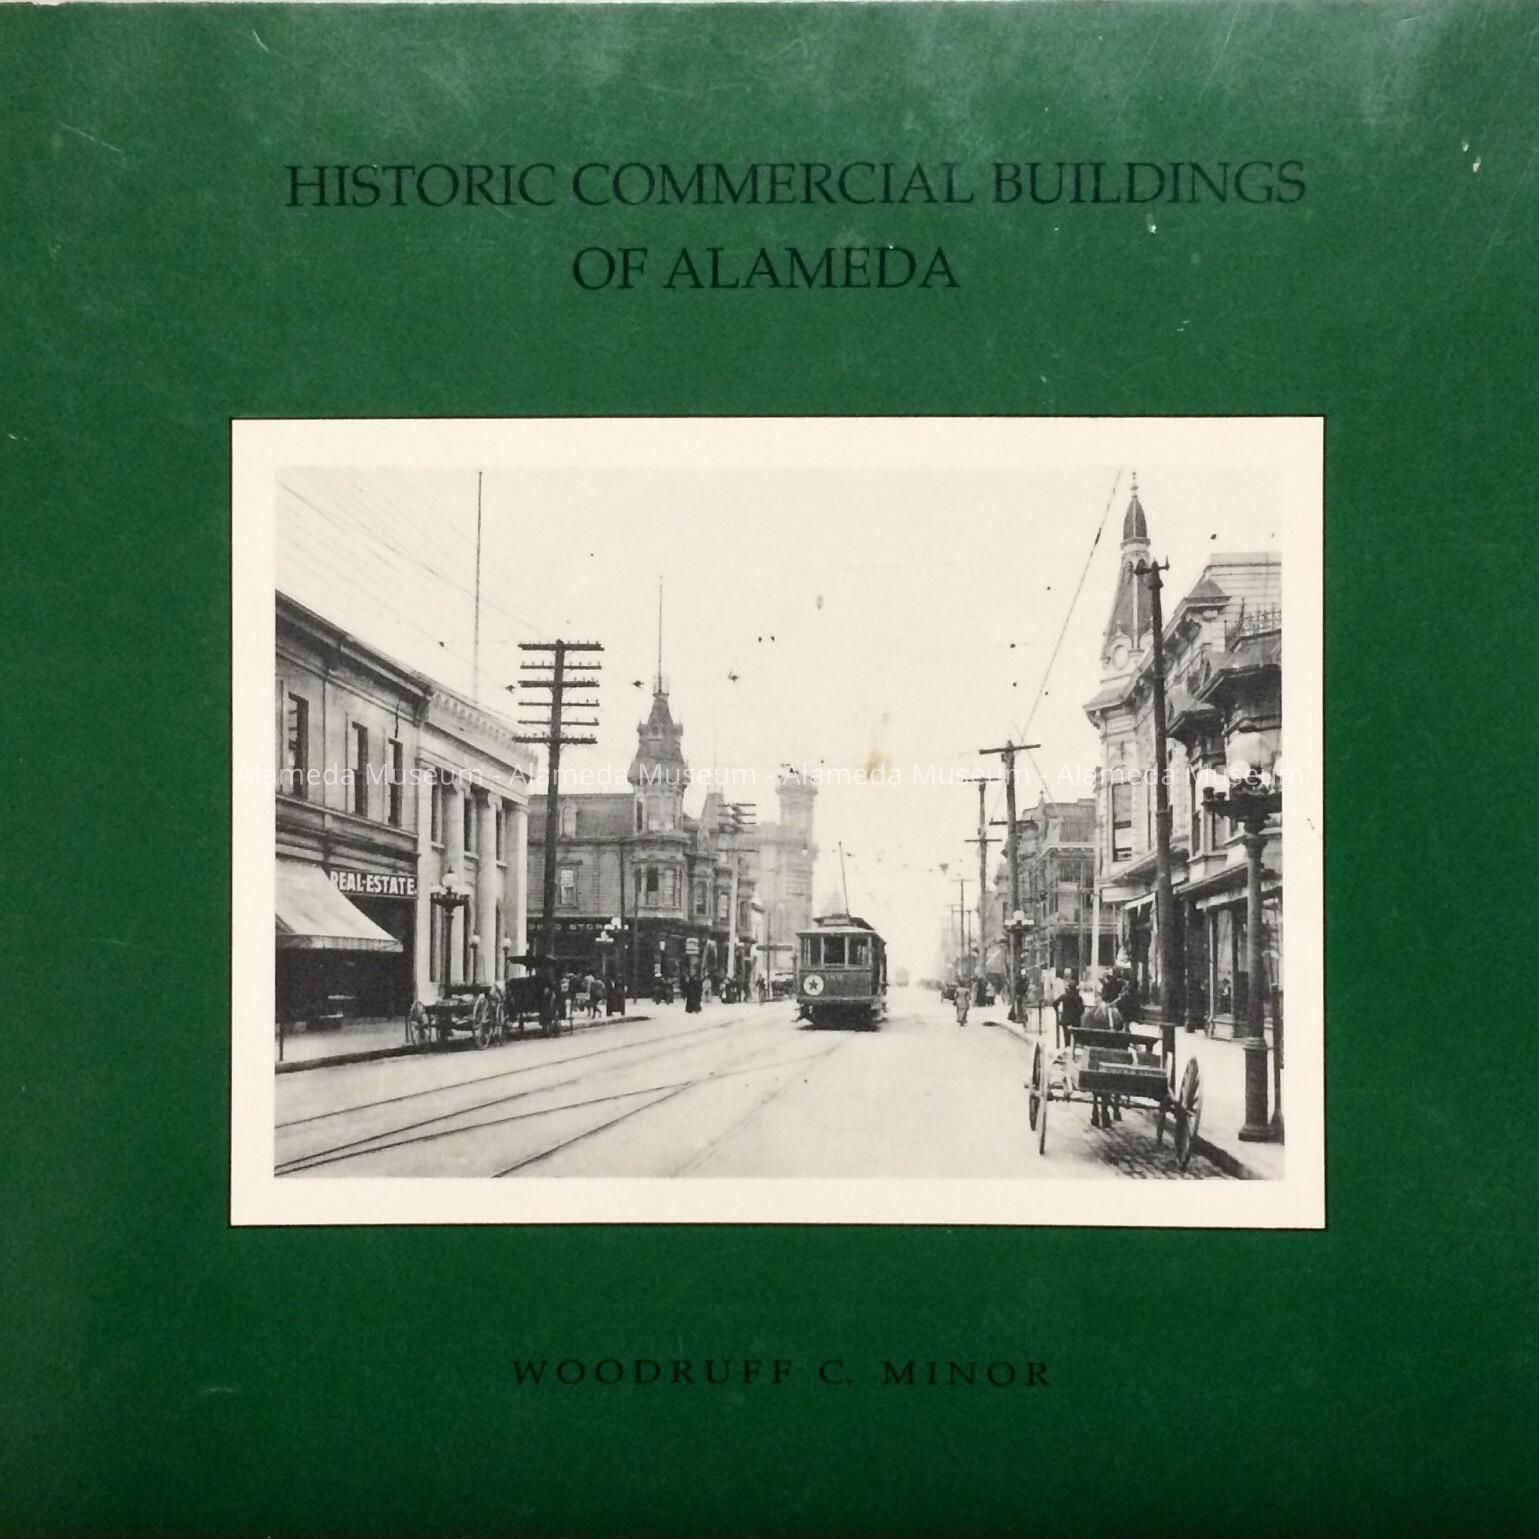 HISTORIC COMMERCIAL BUILDINGS
OF ALAMEDA
Alameda Museum - Alameda Museum - Alameda Museum - Alameda Museum
REAL-ESTATE.
WOODRUFF C. MINOR